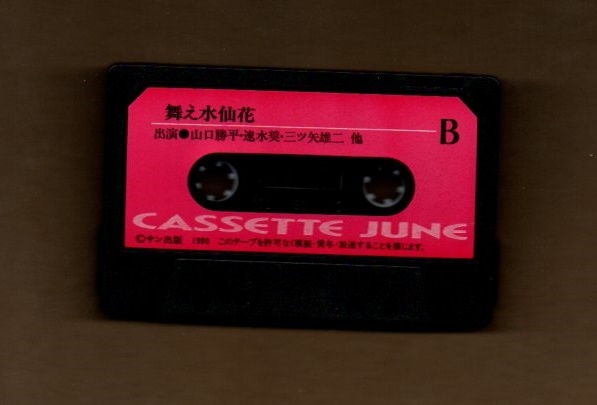 舞え水仙花
出演●山口勝平・速水奨・三ツ矢雄二 他
B
CASSETTE JUNE
©サン出版 1990 このテープを許可なく複製・賃与・放送することを禁じます。